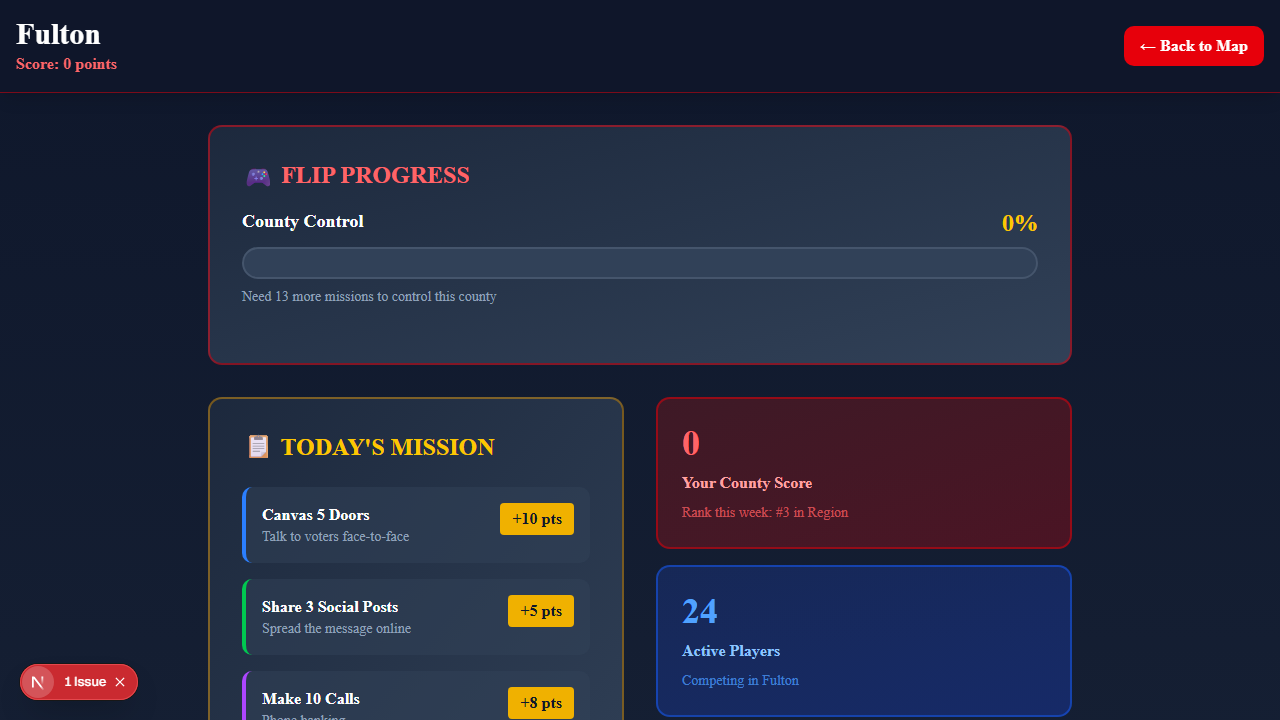 Fulton
Score: 0 points
← Back to Map
🎮 FLIP PROGRESS
County Control
0%
Need 13 more missions to control this county
📋 TODAY'S MISSION
Canvas 5 Doors
Talk to voters face-to-face
+10 pts
Share 3 Social Posts
Spread the message online
+5 pts
Make 10 Calls
Phone banking
+8 pts
0
Your County Score
Rank this week: #3 in Region
24
Active Players
Competing in Fulton
N 1 Issue ×